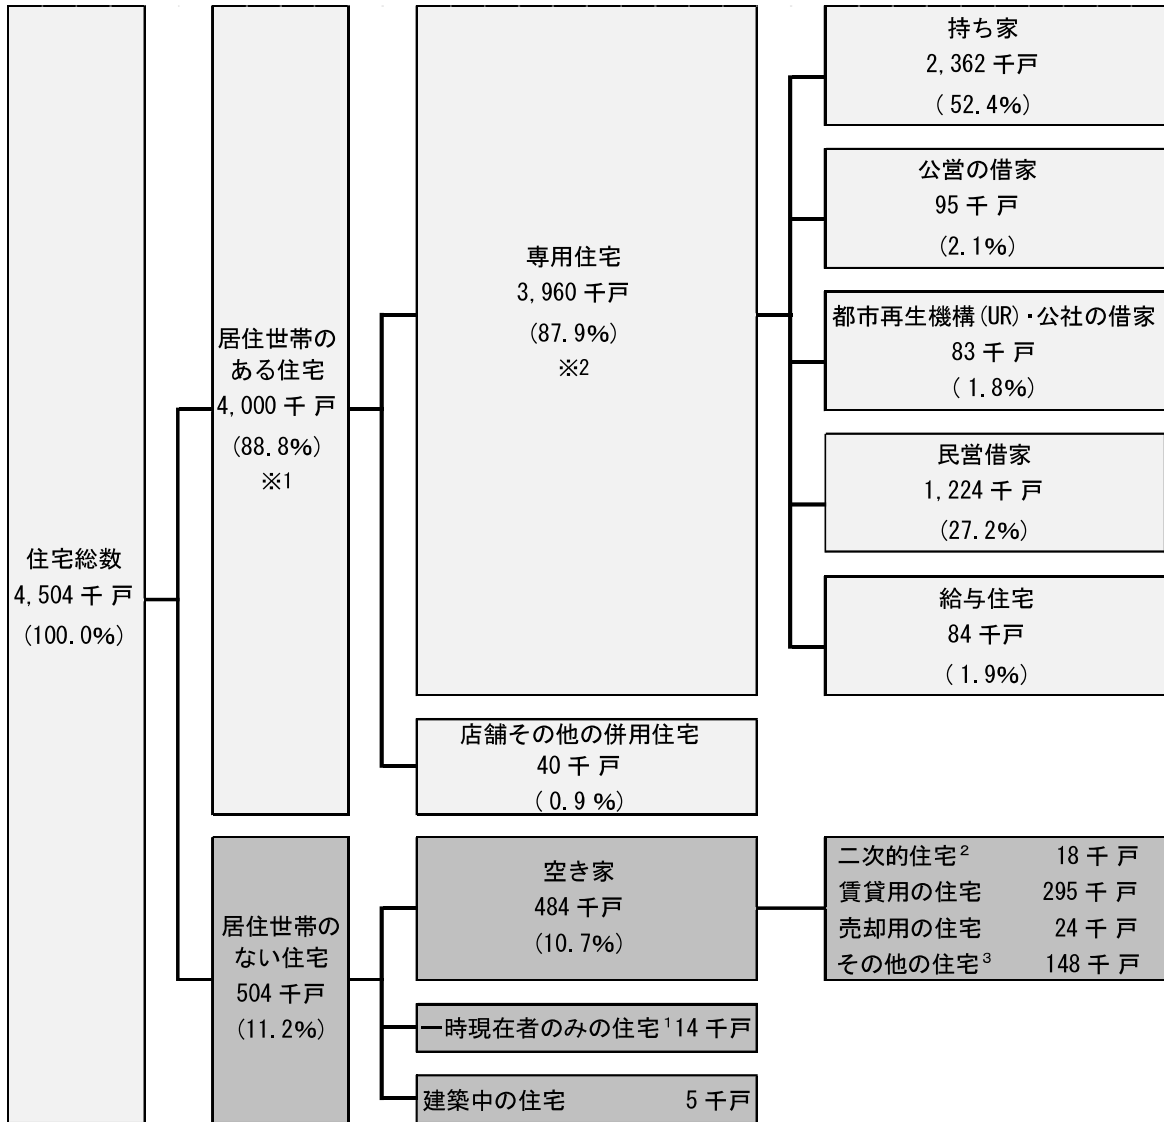 住宅総数
4,504 千 戸
(100.0%)
居住世帯の
ある住宅
4,000 千 戸
(88.8%)
※1
専用住宅
3,960 千戸
(87.9%)
※2
持ち家
2,362 千戸
( 52.4%)
公営の借家
95 千 戸
(2.1%)
都市再生機構(UR)・公社の借家
83 千 戸
( 1.8%)
民営借家
1,224 千 戸
(27.2%)
給与住宅
84 千戸
( 1.9%)
店舗その他の併用住宅
40 千 戸
( 0.9 %)
居住世帯の
ない住宅
504 千戸
(11.2%)
空き家
484 千戸
(10.7%)
二次的住宅² 18 千 戸
賃貸用の住宅 295 千 戸
売却用の住宅 24 千 戸
その他の住宅³ 148 千 戸
一時現在者のみの住宅¹14 千戸
建築中の住宅 5 千戸